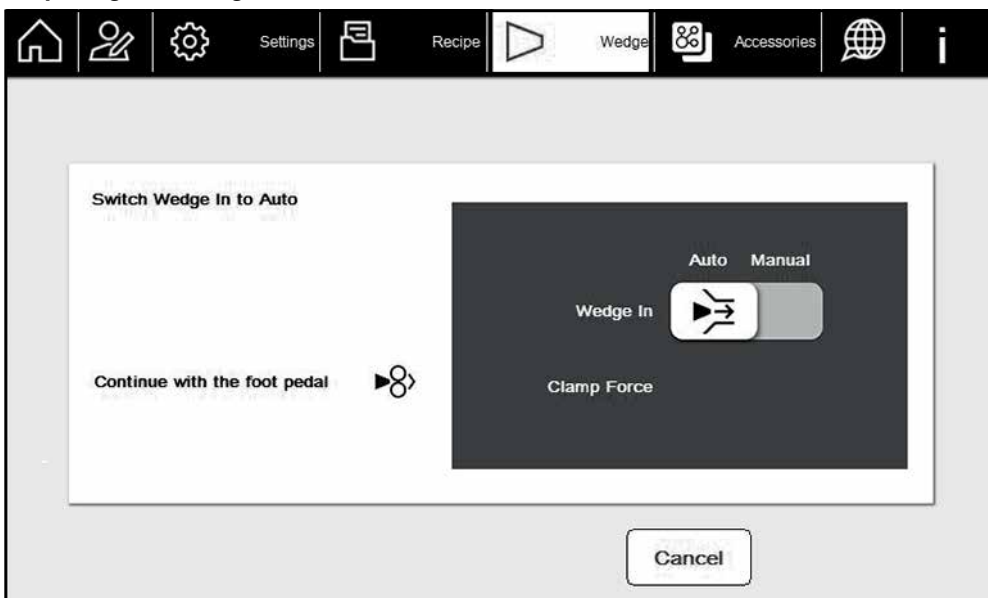 Settings
Recipe
Wedge
Accessories
i
Switch Wedge In to Auto
Auto Manual
Wedge In
Continue with the foot pedal
Clamp Force
Cancel